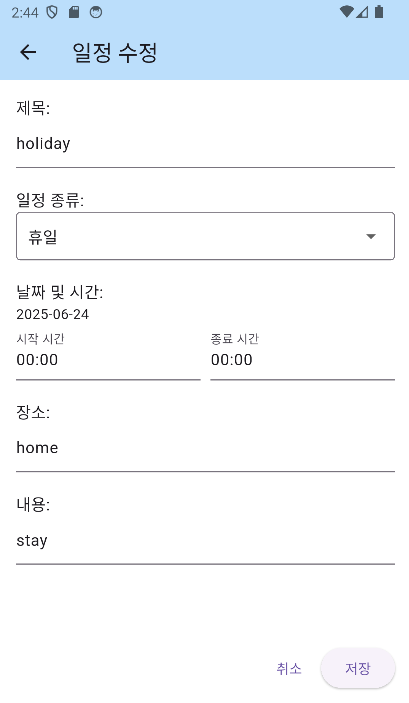 2:44
일정 수정
제목:
holiday
일정 종류:
휴일
날짜 및 시간:
2025-06-24
시작 시간 종료 시간
00:00 00:00
장소:
home
내용:
stay
취소 저장